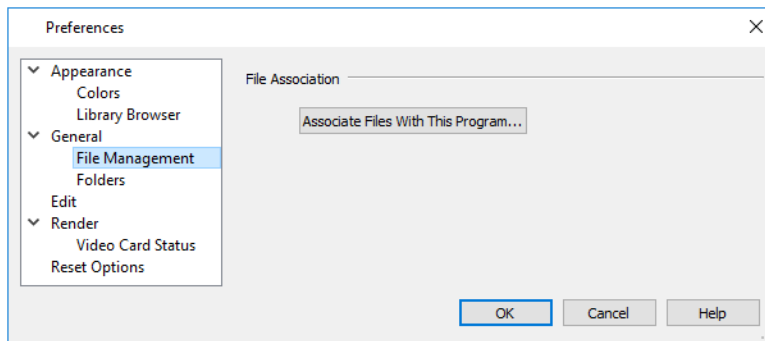 Preferences
Appearance
Colors
Library Browser
General
File Management
Folders
Edit
Render
Video Card Status
Reset Options
File Association
Associate Files With This Program...
OK
Cancel
Help